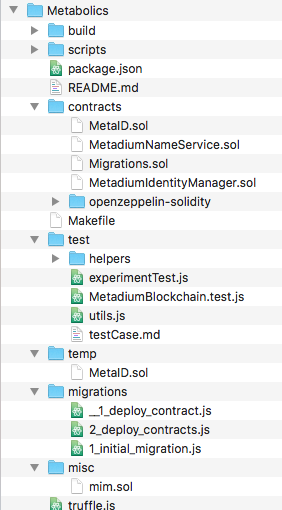 Metabolics
build
scripts
package.json
README.md
contracts
MetaID.sol
MetadiumNameService.sol
Migrations.sol
MetadiumIdentityManager.sol
openzeppelin-solidity
Makefile
test
helpers
experimentTest.js
MetadiumBlockchain.test.js
utils.js
testCase.md
temp
MetaID.sol
migrations
__1_deploy_contract.js
2_deploy_contracts.js
1_initial_migration.js
misc
mim.sol
truffle.js